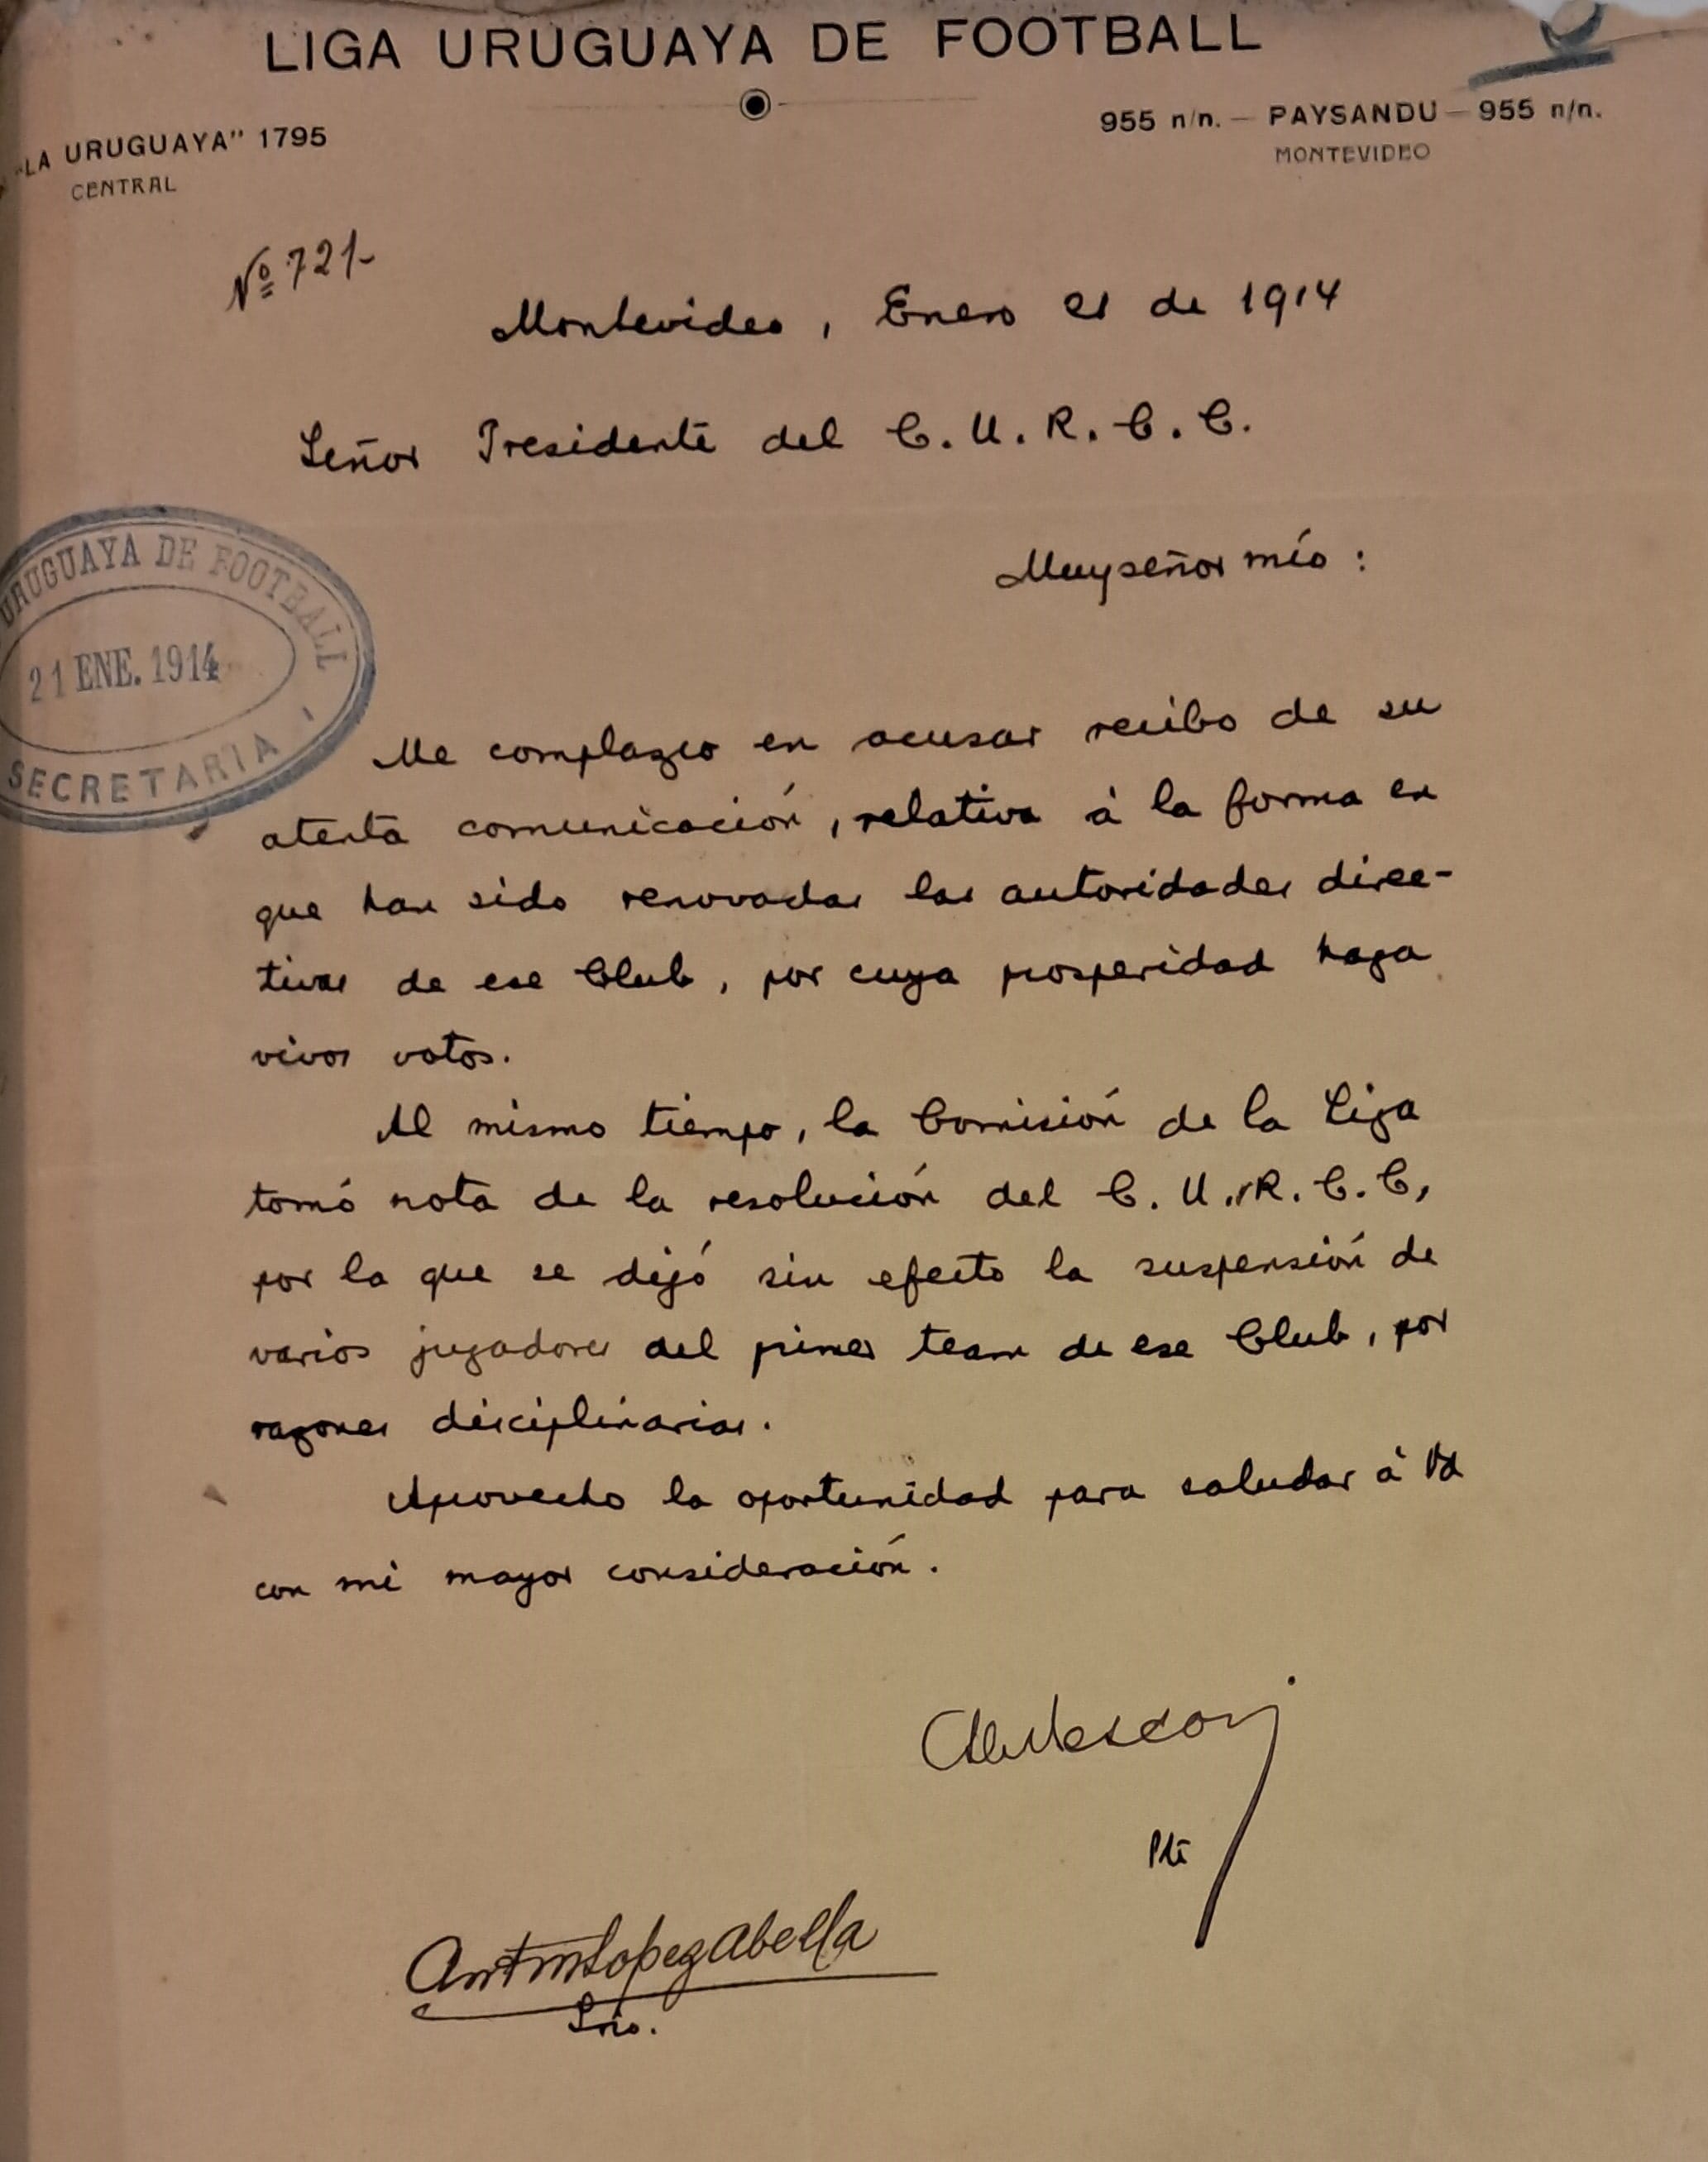 LIGA URUGUAYA DE FOOTBALL
"LA URUGUAYA" 1795
CENTRAL
955 n/n. — PAYSANDU — 955 n/n.
MONTEVIDEO
Nº 721-
Montevideo, Enero 21 de 1914
Señor Presidente del C. U. R. C. C.
Muy señor mío:
URUGUAYA DE FOOTBALL
21 ENE. 1914
SECRETARIA
Me complazco en acusar recibo de su
atenta comunicación, relativa á la forma en
que han sido renovadas las autoridades direc-
tivas de ese Club, por cuya prosperidad hago
vivos votos.
Al mismo tiempo, la Comisión de la Liga
tomó nota de la resolución del C. U. R. C. C,
por la que se dejó sin efecto la suspensión de
varios jugadores del primer team de ese Club, por
razones disciplinarias.
Aprovecho la oportunidad para saludar á Vd
con mi mayor consideración.
Pte
Lopez Abella
Srio.